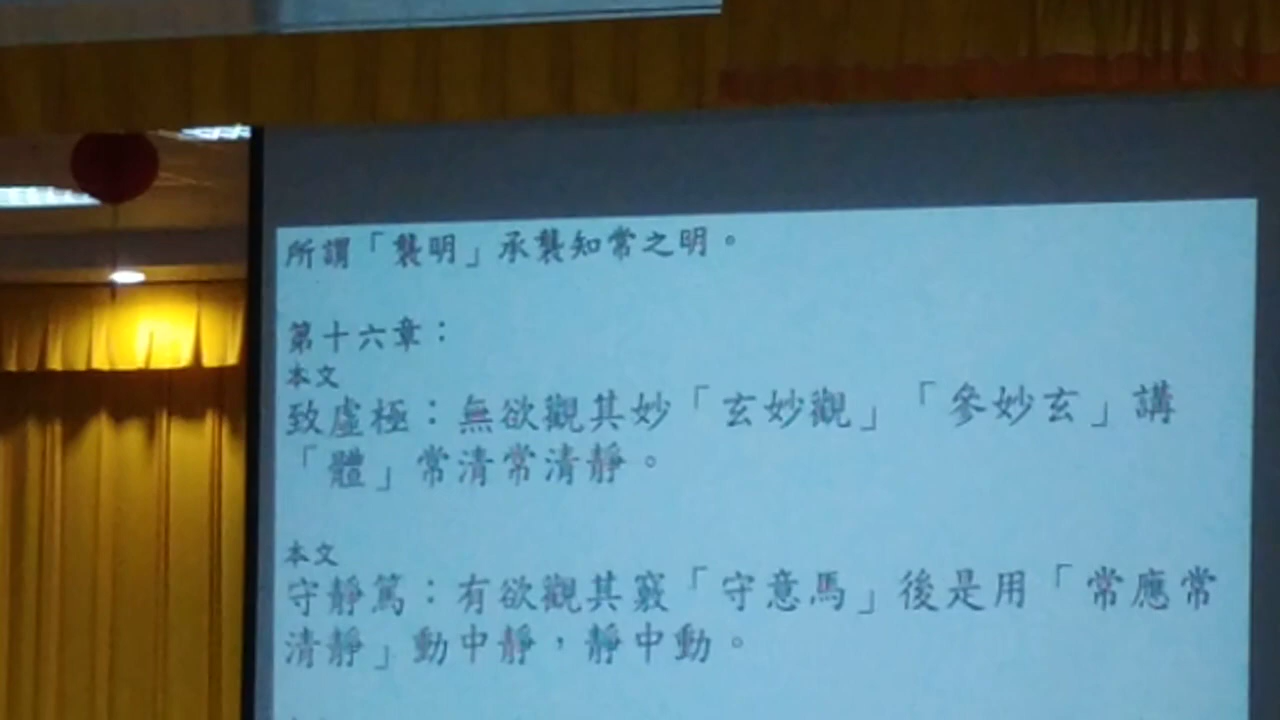 所謂「襲明」承襲知常之明。
第十六章：
本文
致虛極：無欲觀其妙「玄妙觀」「參妙玄」講
「體」常清常清靜。
本文
守靜篤：有欲觀其竅「守意馬」後是用「常應常
清靜」動中靜，靜中動。